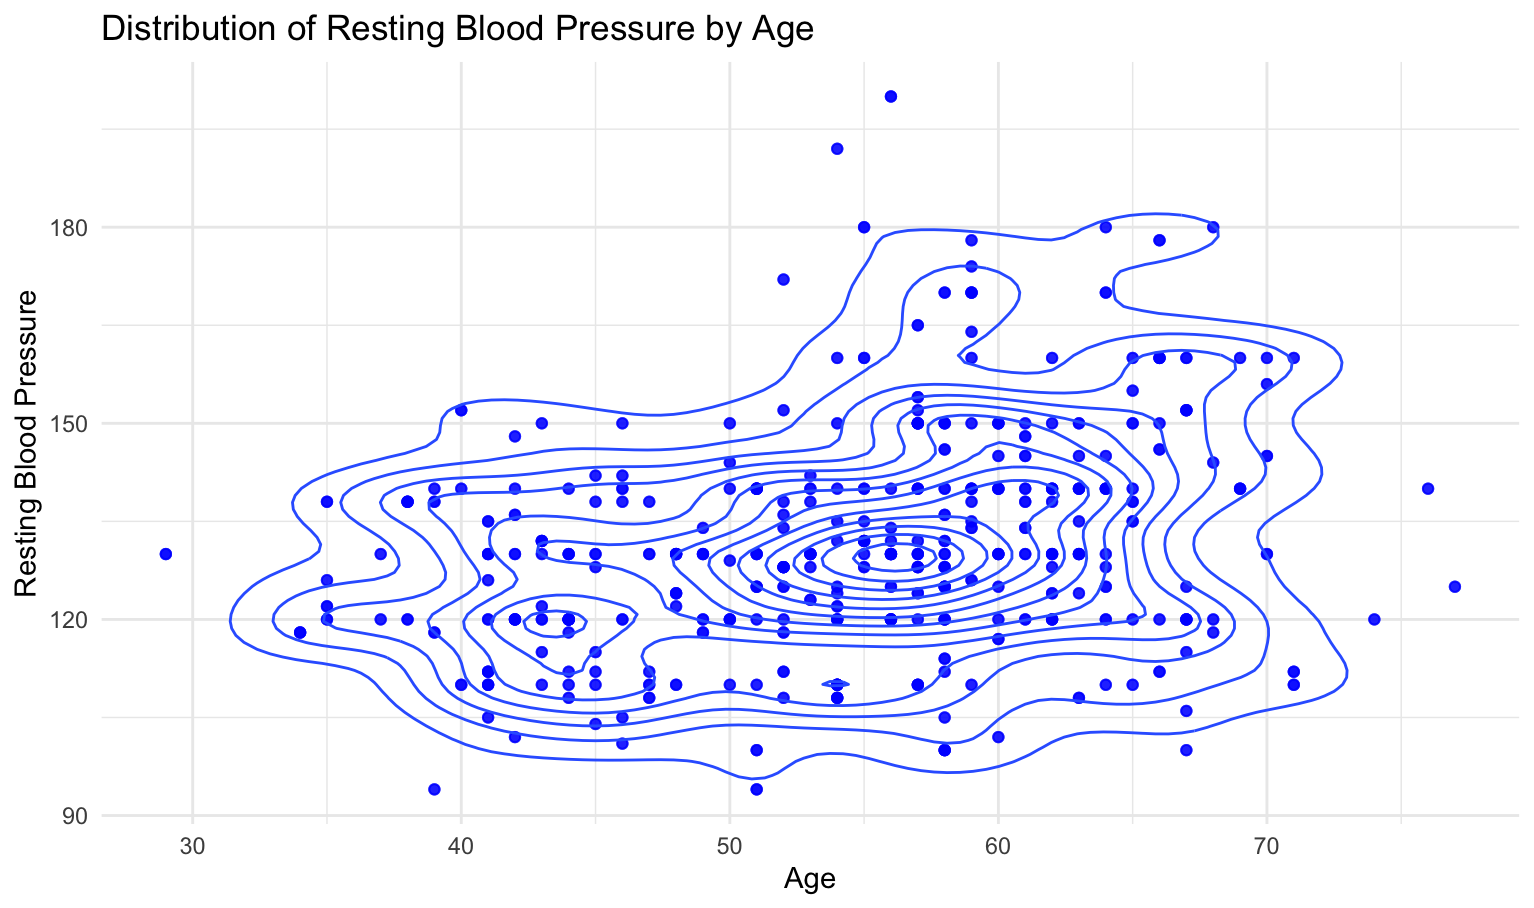 Distribution of Resting Blood Pressure by Age
Resting Blood Pressure
180
150
120
90
30 40 50 60 70
Age